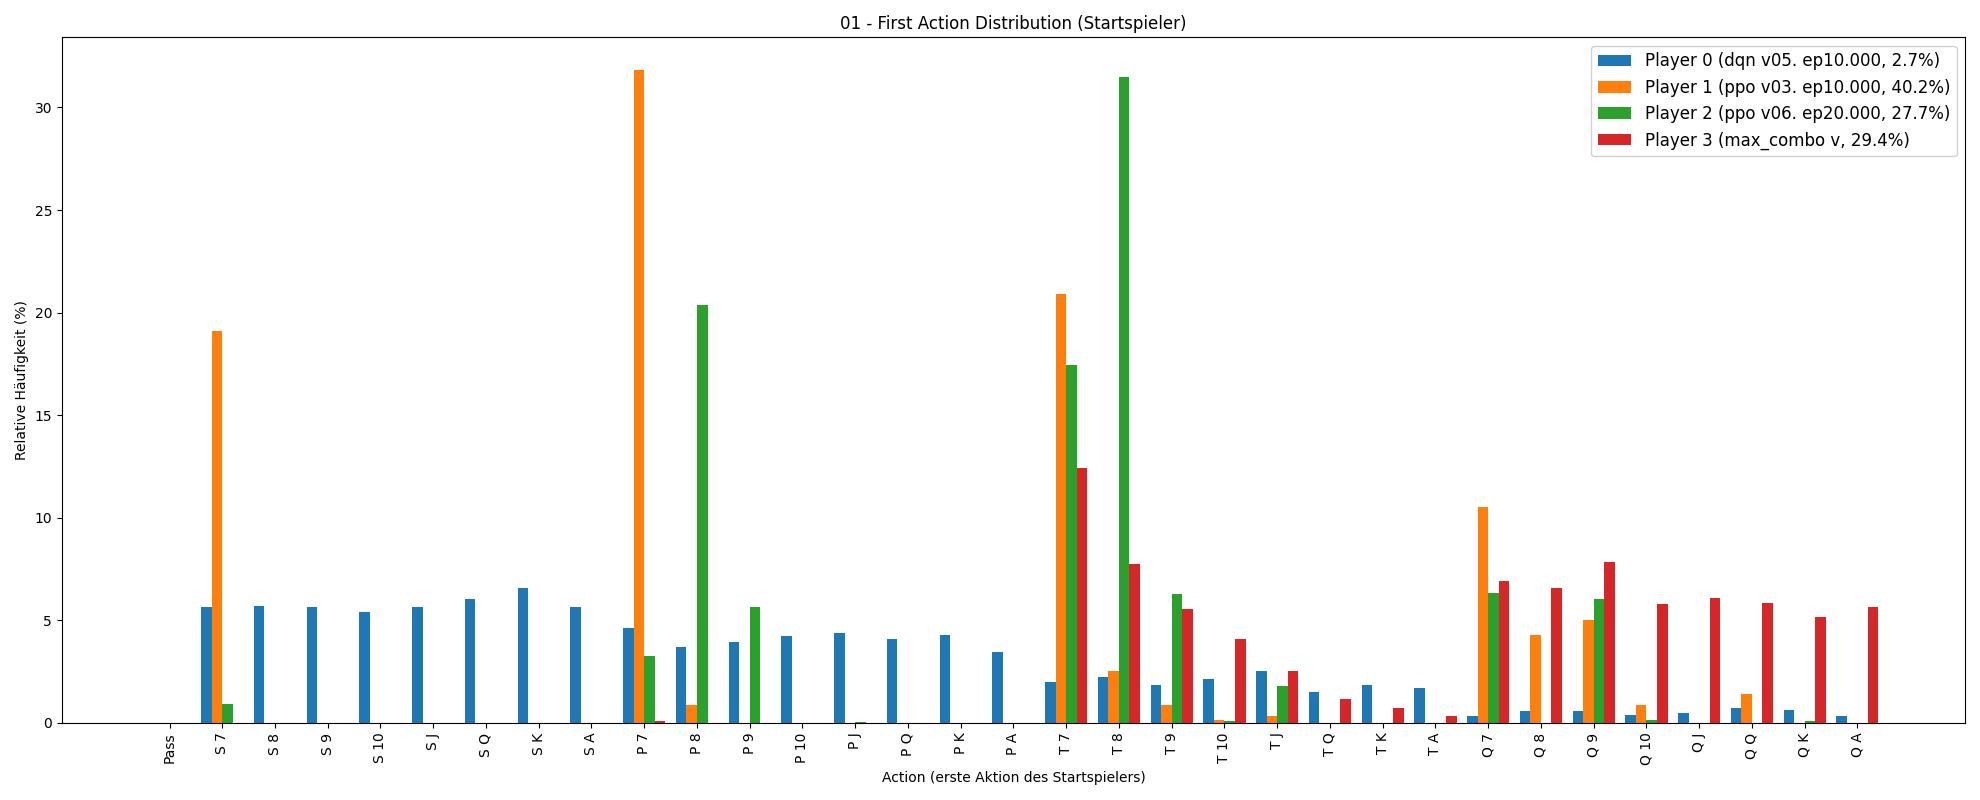 01 - First Action Distribution (Startspieler)
Player 0 (dqn v05. ep10.000, 2.7%)
Player 1 (ppo v03. ep10.000, 40.2%)
Player 2 (ppo v06. ep20.000, 27.7%)
Player 3 (max_combo v, 29.4%)
Relative Häufigkeit (%)
30
25
20
15
10
5
0
Pass
S 7
S 8
S 9
S 10
S J
S Q
S K
S A
P 7
P 8
P 9
P 10
P J
P Q
P K
P A
T 7
T 8
T 9
T 10
T J
T Q
T K
T A
Q 7
Q 8
Q 9
Q 10
Q J
Q Q
Q K
Q A
Action (erste Aktion des Startspielers)